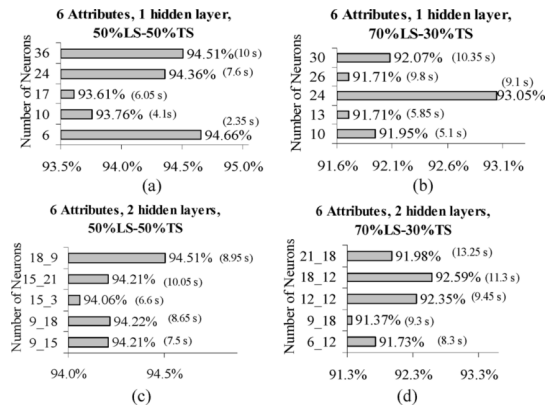 6 Attributes, 1 hidden layer,
50%LS-50%TS
Number of Neurons
36 94.51% (10 s)
24 94.36% (7.6 s)
17 93.61% (6.05 s)
10 93.76% (4.1s)
(2.35 s)
6 94.66%
93.5% 94.0% 94.5% 95.0%
(a)
6 Attributes, 1 hidden layer,
70%LS-30%TS
Number of Neurons
30 92.07% (10.35 s)
26 91.71% (9.8 s)
(9.1 s)
24 93.05%
13 91.71% (5.85 s)
10 91.95% (5.1 s)
91.6% 92.1% 92.6% 93.1%
(b)
6 Attributes, 2 hidden layers,
50%LS-50%TS
Number of Neurons
18_9 94.51% (8.95 s)
15_21 94.21% (10.05 s)
15_3 94.06% (6.6 s)
9_18 94.22% (8.65 s)
9_15 94.21% (7.5 s)
94.0% 94.5%
(c)
6 Attributes, 2 hidden layers,
70%LS-30%TS
Number of Neurons
21_18 91.98% (13.25 s)
18_12 92.59% (11.3 s)
12_12 92.35% (9.45 s)
9_18 91.37% (9.3 s)
6_12 91.73% (8.3 s)
91.3% 92.3% 93.3%
(d)